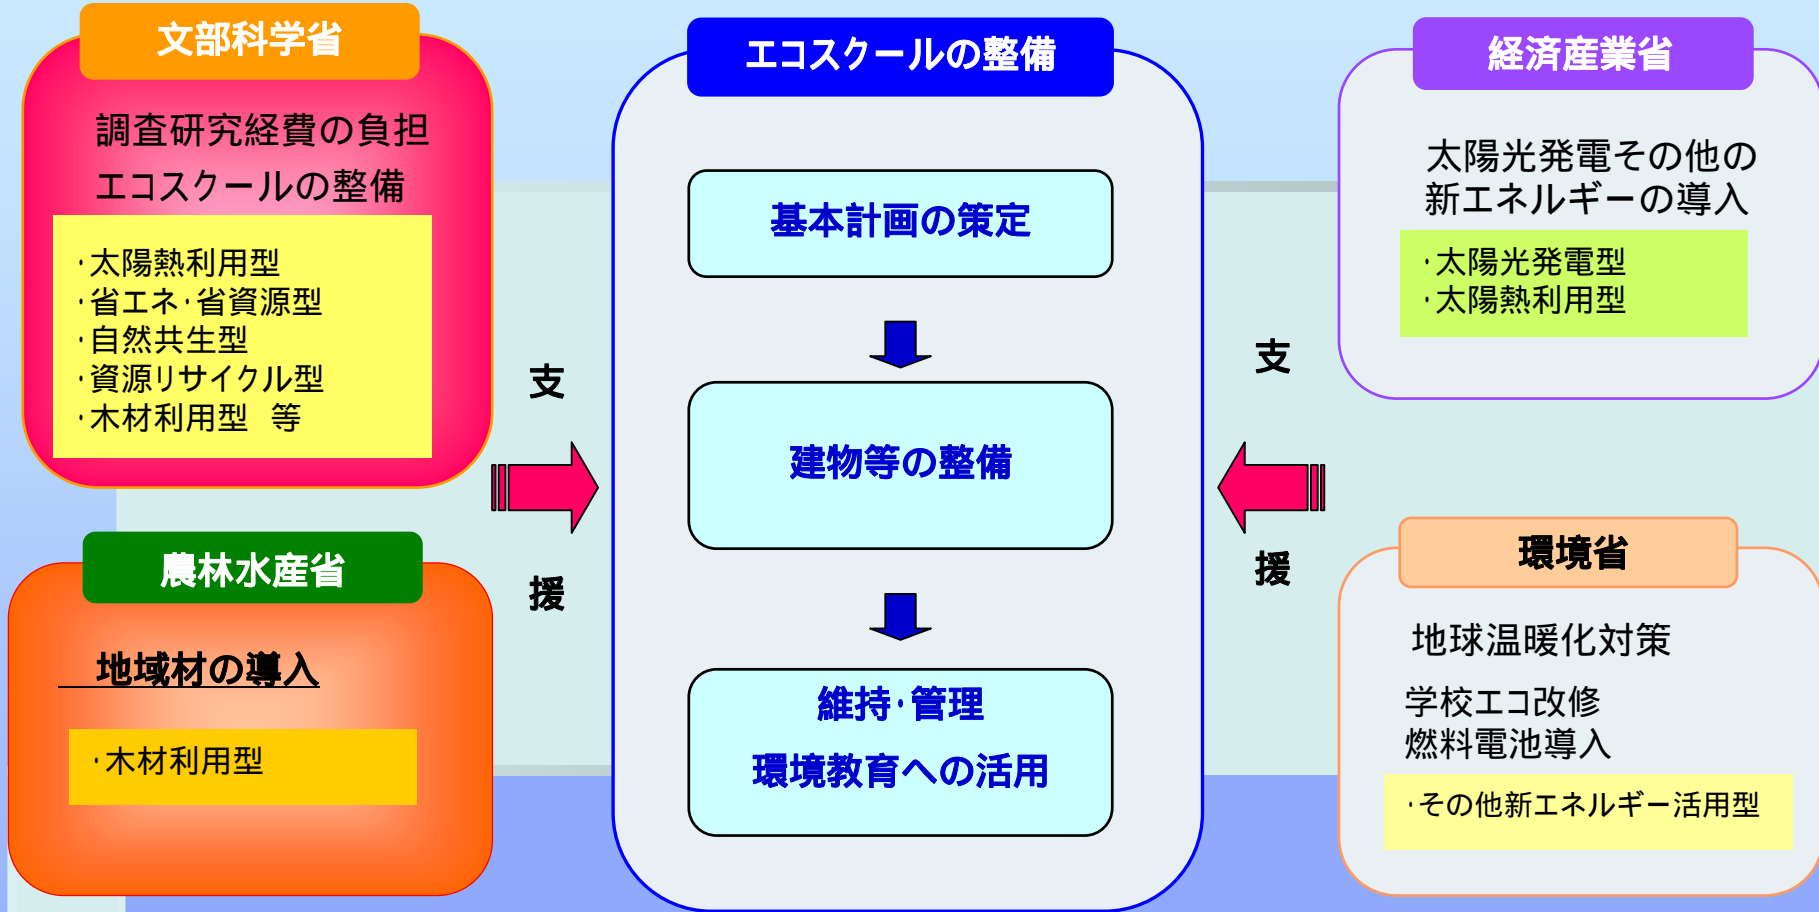 文部科学省
調査研究経費の負担
エコスクールの整備
・太陽熱利用型
・省エネ・省資源型
・自然共生型
・資源リサイクル型
・木材利用型　等
農林水産省
地域材の導入
・木材利用型
支
援
エコスクールの整備
基本計画の策定
建物等の整備
維持・管理
環境教育への活用
支
援
経済産業省
太陽光発電その他の
新エネルギーの導入
・太陽光発電型
・太陽熱利用型
環境省
地球温暖化対策
学校エコ改修
燃料電池導入
・その他新エネルギー活用型